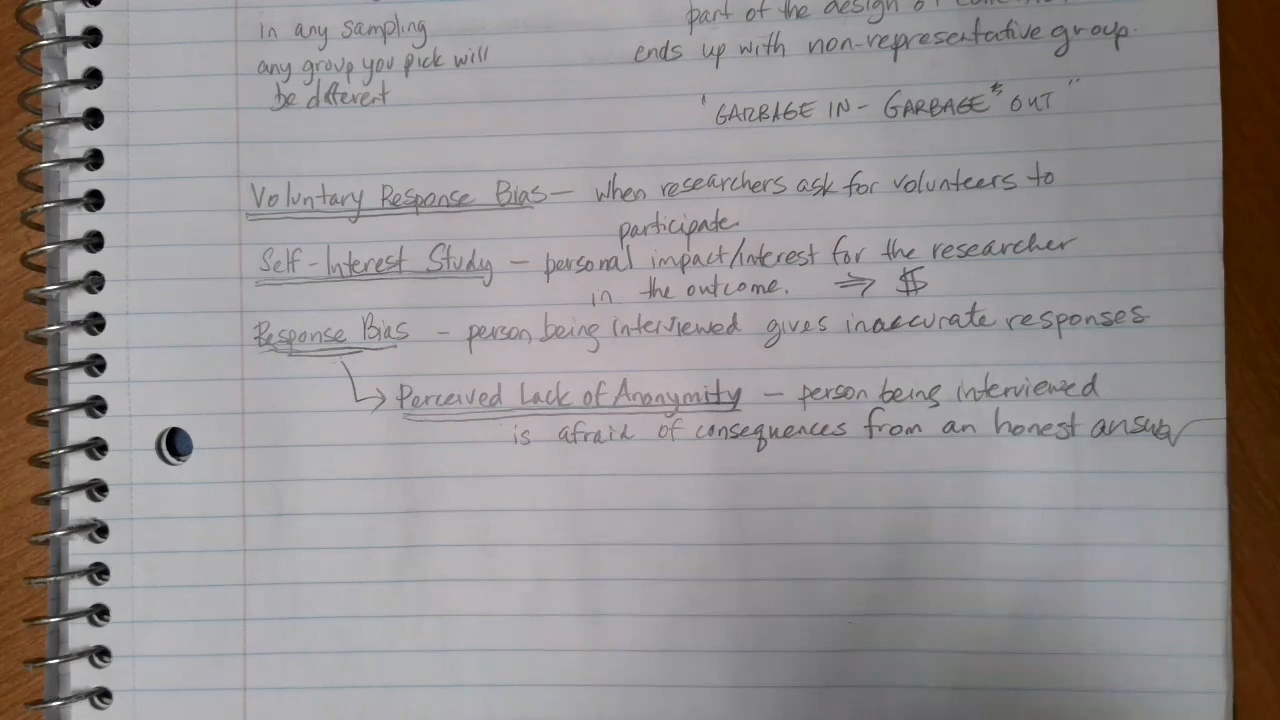 in any sampling
any group you pick will
be different
part of the design
ends up with non-representative group.
"GARBAGE IN - GARBAGE OUT"
Voluntary Response Bias — when researchers ask for volunteers to
participate.
Self-Interest Study — personal impact/interest for the researcher
in the outcome. ⇒ $
Response Bias - person being interviewed gives inaccurate responses
↳ Perceived Lack of Anonymity — person being interviewed
is afraid of consequences from an honest answer